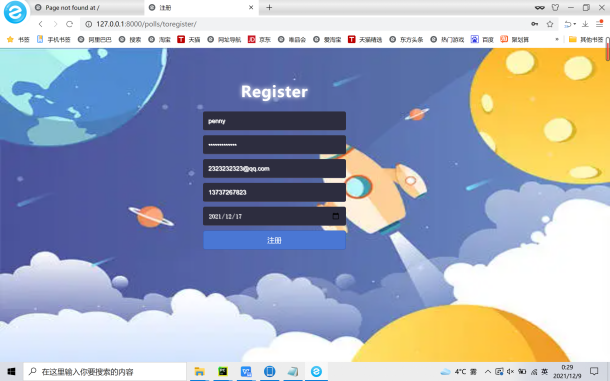 Page not found at /
注册
127.0.0.1:8000/polls/toregister/
书签 手机书签 阿里巴巴 搜索 淘宝 天猫 网址导航 京东 唯品会 爱淘宝 天猫精选 东方头条 热门游戏 百度 聚划算 » 其他书签
Register
penny
•••••••••••••
2323232323@qq.com
13737267823
2021/12/17
注册
在这里输入你要搜索的内容
4°C 雾
英
0:29
2021/12/9